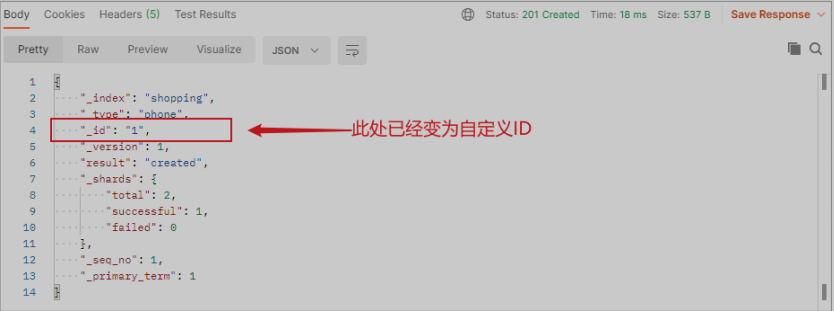 Body Cookies Headers (5) Test Results Status: 201 Created Time: 18 ms Size: 537 B Save Response
Pretty Raw Preview Visualize JSON
1 {
2 "_index": "shopping",
3 "_type": "phone",
4 "_id": "1", 此处已经变为自定义ID
5 "_version": 1,
6 "result": "created",
7 "_shards": {
8 "total": 2,
9 "successful": 1,
10 "failed": 0
11 },
12 "_seq_no": 1,
13 "_primary_term": 1
14 }